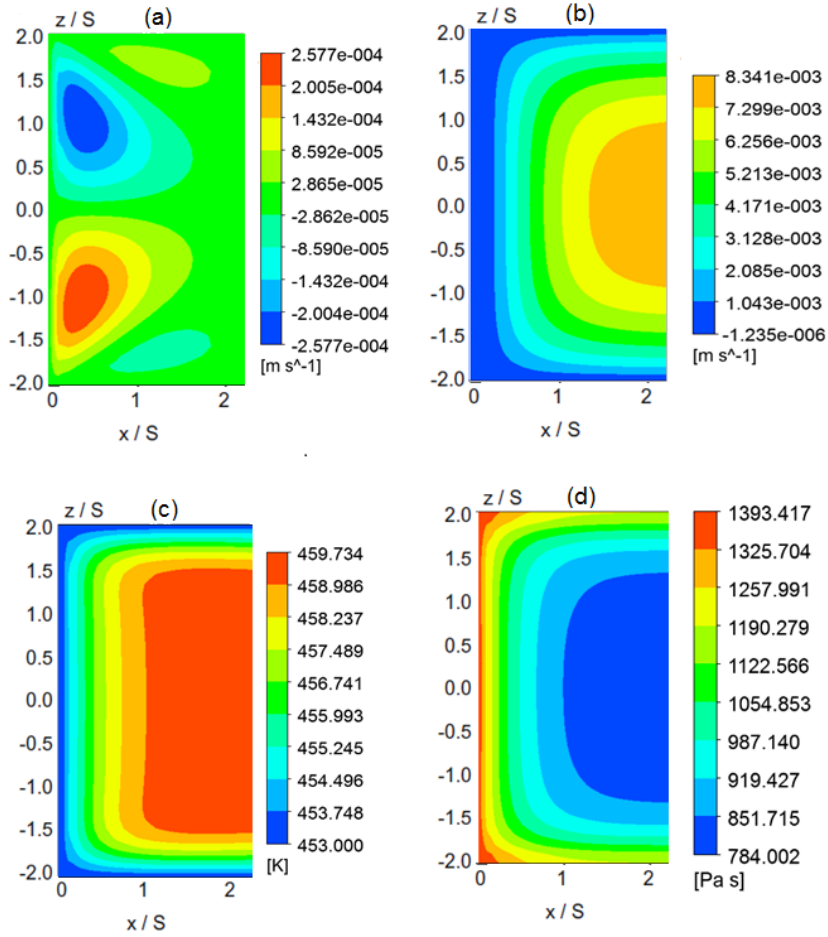 (a)
z / S
2.0
1.5
1.0
0.5
0.0
-0.5
-1.0
-1.5
-2.0
0 1 2
x / S
2.577e-004
2.005e-004
1.432e-004
8.592e-005
2.865e-005
-2.862e-005
-8.590e-005
-1.432e-004
-2.004e-004
-2.577e-004
[m s^-1]
(b)
z / S
2.0
1.5
1.0
0.5
0.0
-0.5
-1.0
-1.5
-2.0
0 1 2
x / S
8.341e-003
7.299e-003
6.256e-003
5.213e-003
4.171e-003
3.128e-003
2.085e-003
1.043e-003
-1.235e-006
[m s^-1]
(c)
z / S
2.0
1.5
1.0
0.5
0.0
-0.5
-1.0
-1.5
-2.0
0 1 2
x / S
459.734
458.986
458.237
457.489
456.741
455.993
455.245
454.496
453.748
453.000
[K]
(d)
z / S
2.0
1.5
1.0
0.5
0.0
-0.5
-1.0
-1.5
-2.0
0 1 2
x / S
1393.417
1325.704
1257.991
1190.279
1122.566
1054.853
987.140
919.427
851.715
784.002
[Pa s]